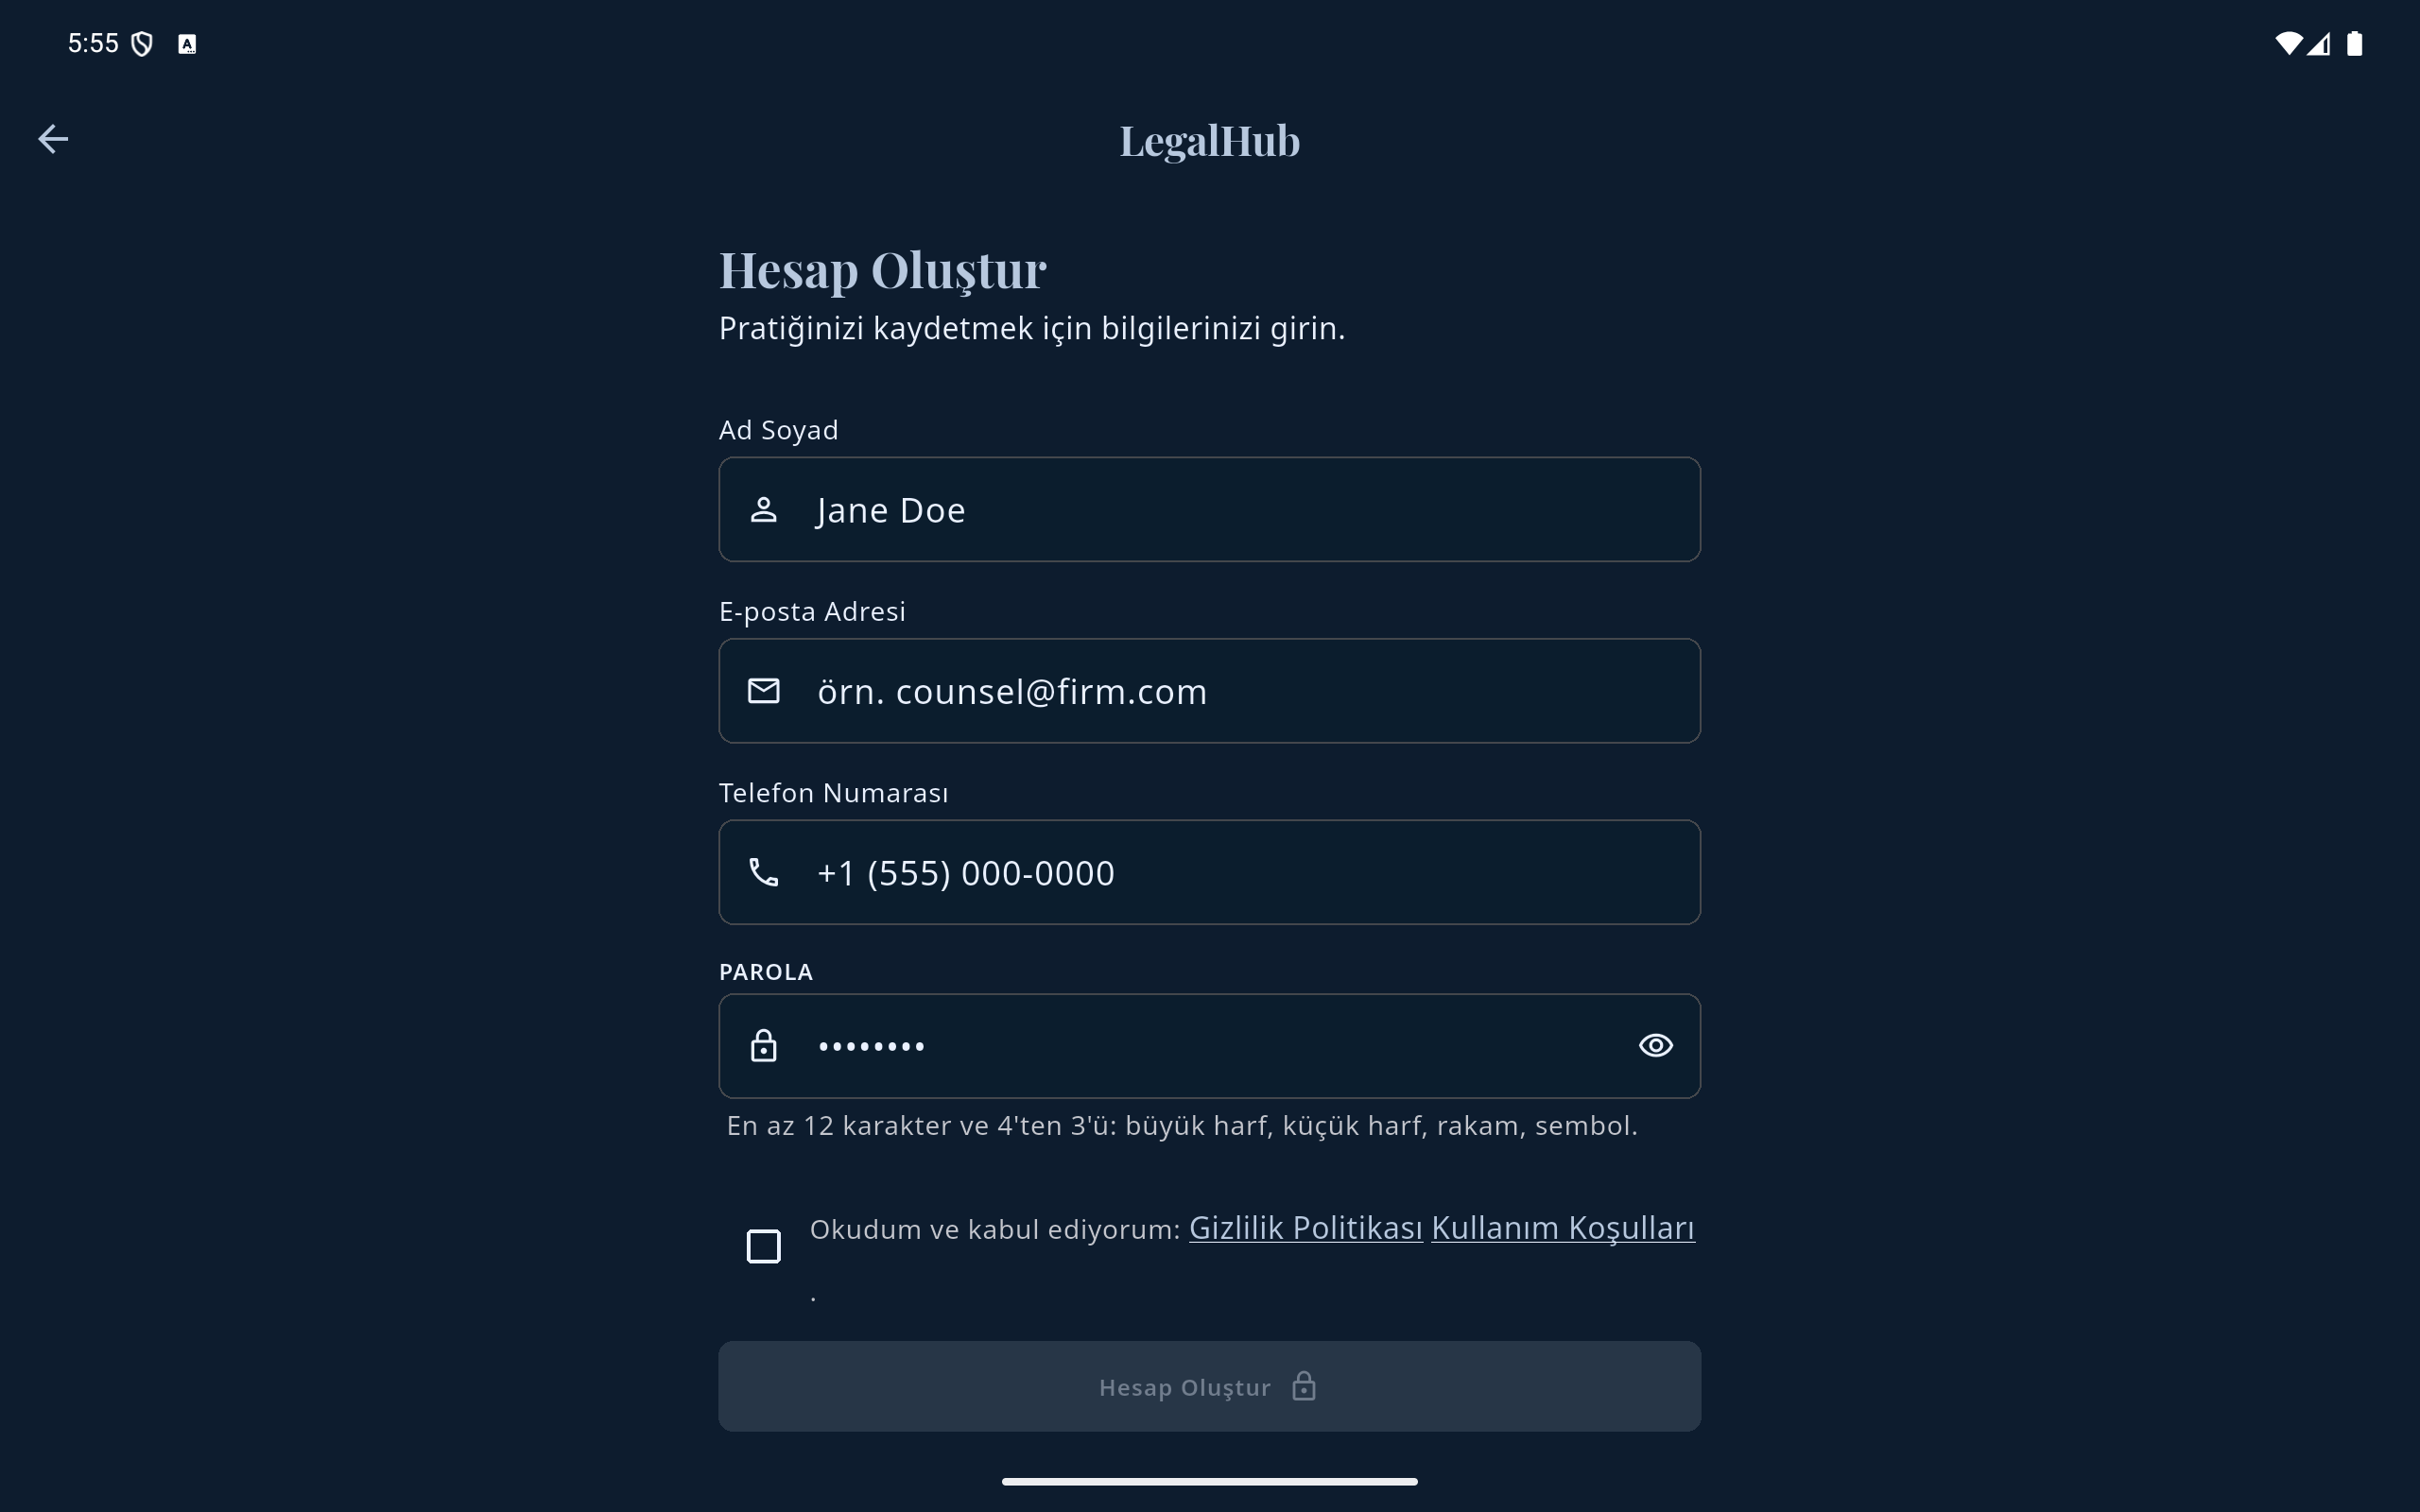 5:55
LegalHub
Hesap Oluştur
Pratiğinizi kaydetmek için bilgilerinizi girin.
Ad Soyad
Jane Doe
E-posta Adresi
örn. counsel@firm.com
Telefon Numarası
+1 (555) 000-0000
PAROLA
••••••••
En az 12 karakter ve 4'ten 3'ü: büyük harf, küçük harf, rakam, sembol.
Okudum ve kabul ediyorum: Gizlilik Politikası Kullanım Koşulları
.
Hesap Oluştur